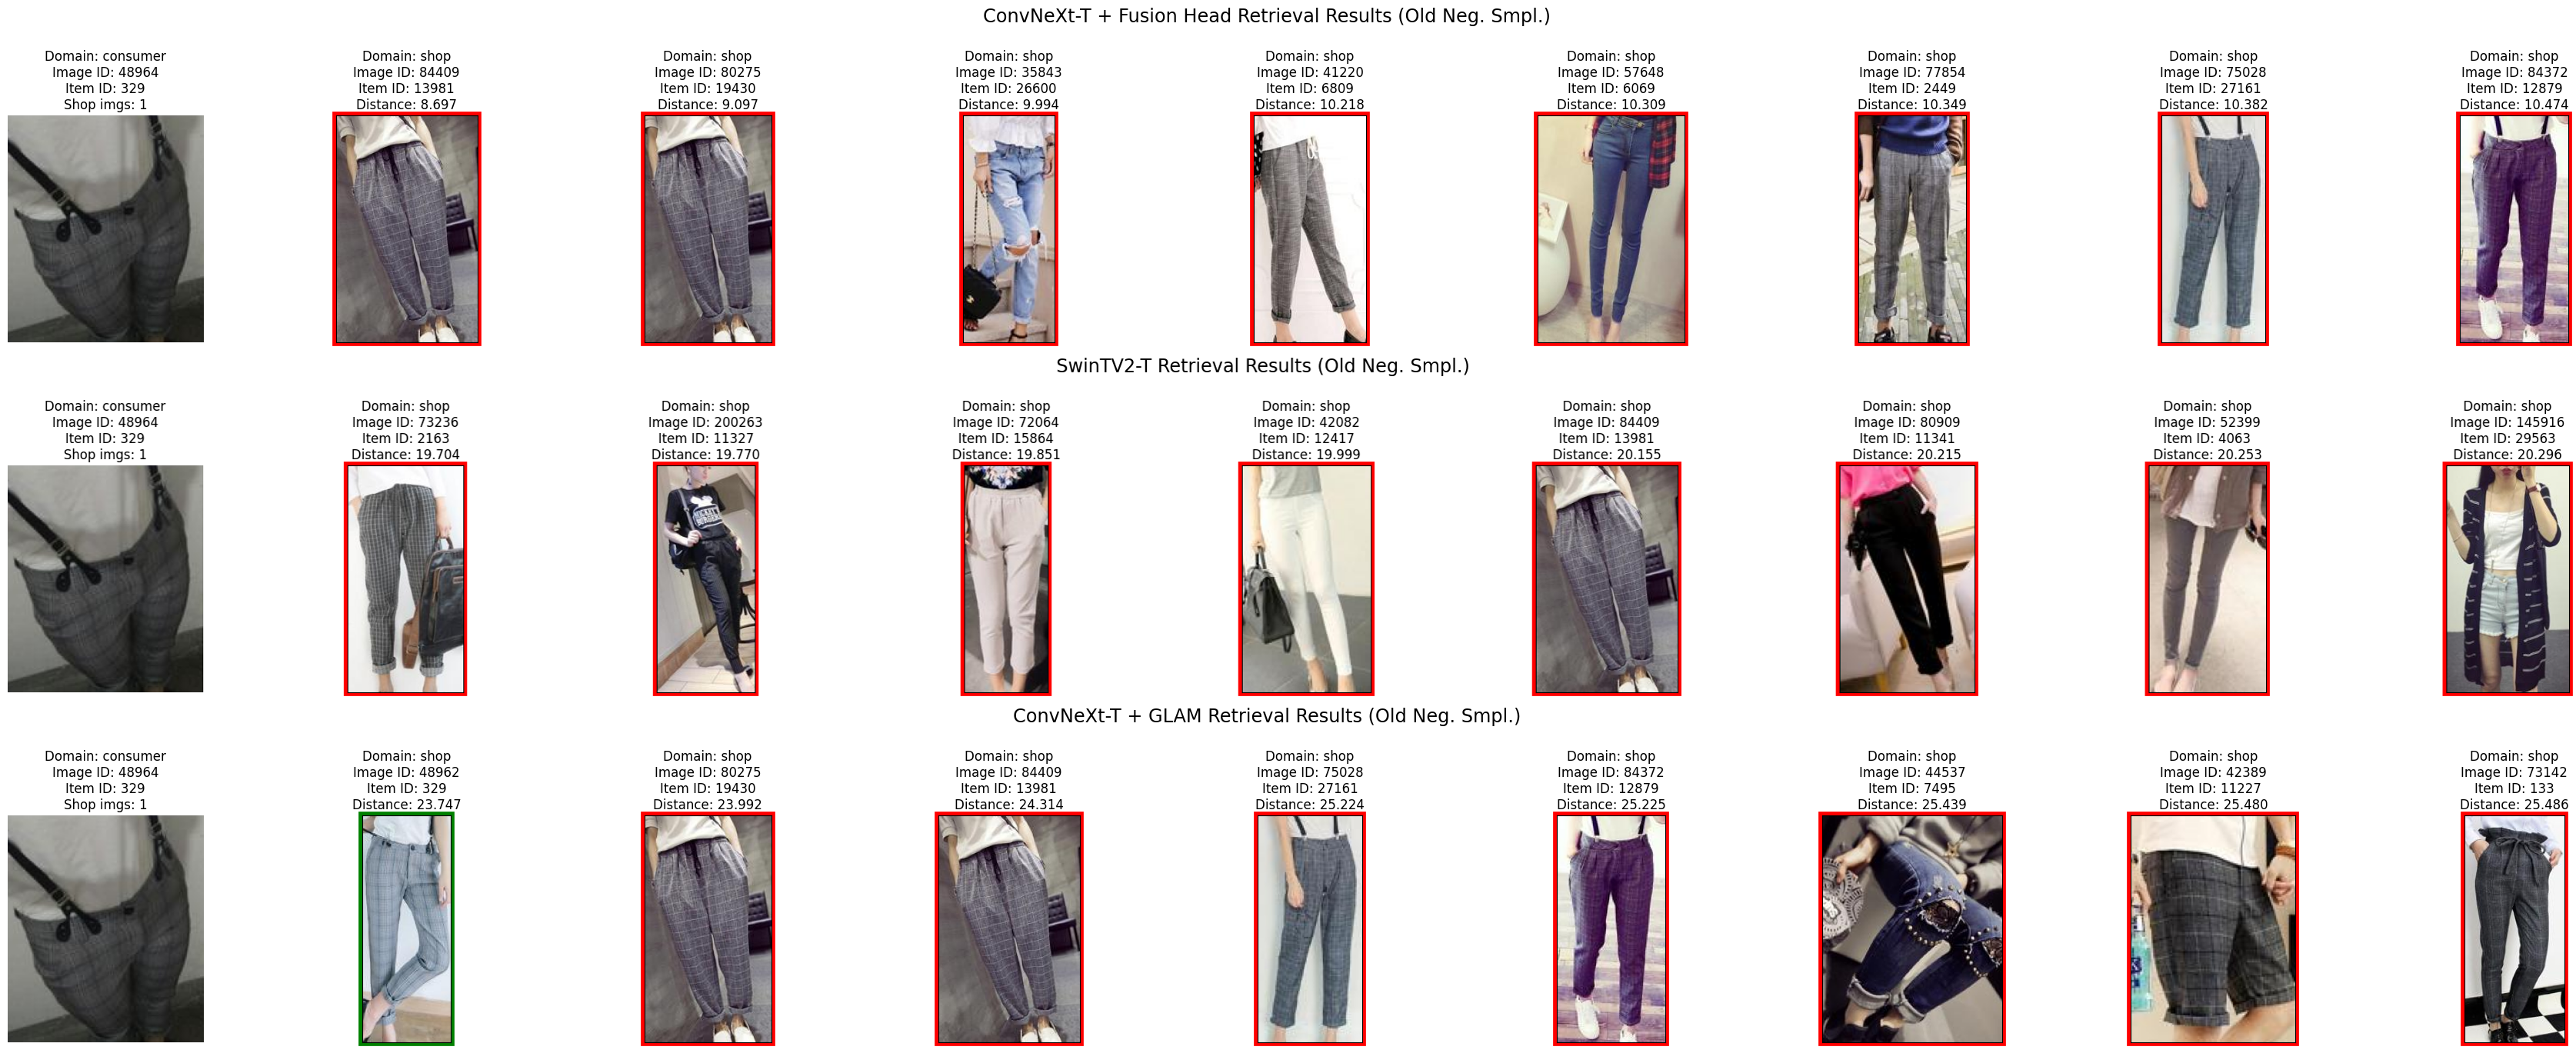 ConvNeXt-T + Fusion Head Retrieval Results (Old Neg. Smpl.)
Domain: consumer
Image ID: 48964
Item ID: 329
Shop imgs: 1
Domain: shop
Image ID: 84409
Item ID: 13981
Distance: 8.697
Domain: shop
Image ID: 80275
Item ID: 19430
Distance: 9.097
Domain: shop
Image ID: 35843
Item ID: 26600
Distance: 9.994
Domain: shop
Image ID: 41220
Item ID: 6809
Distance: 10.218
Domain: shop
Image ID: 57648
Item ID: 6069
Distance: 10.309
Domain: shop
Image ID: 77854
Item ID: 2449
Distance: 10.349
Domain: shop
Image ID: 75028
Item ID: 27161
Distance: 10.382
Domain: shop
Image ID: 84372
Item ID: 12879
Distance: 10.474
SwinTV2-T Retrieval Results (Old Neg. Smpl.)
Domain: consumer
Image ID: 48964
Item ID: 329
Shop imgs: 1
Domain: shop
Image ID: 73236
Item ID: 2163
Distance: 19.704
Domain: shop
Image ID: 200263
Item ID: 11327
Distance: 19.770
Domain: shop
Image ID: 72064
Item ID: 15864
Distance: 19.851
Domain: shop
Image ID: 42082
Item ID: 12417
Distance: 19.999
Domain: shop
Image ID: 84409
Item ID: 13981
Distance: 20.155
Domain: shop
Image ID: 80909
Item ID: 11341
Distance: 20.215
Domain: shop
Image ID: 52399
Item ID: 4063
Distance: 20.253
Domain: shop
Image ID: 145916
Item ID: 29563
Distance: 20.296
ConvNeXt-T + GLAM Retrieval Results (Old Neg. Smpl.)
Domain: consumer
Image ID: 48964
Item ID: 329
Shop imgs: 1
Domain: shop
Image ID: 48962
Item ID: 329
Distance: 23.747
Domain: shop
Image ID: 80275
Item ID: 19430
Distance: 23.992
Domain: shop
Image ID: 84409
Item ID: 13981
Distance: 24.314
Domain: shop
Image ID: 75028
Item ID: 27161
Distance: 25.224
Domain: shop
Image ID: 84372
Item ID: 12879
Distance: 25.225
Domain: shop
Image ID: 44537
Item ID: 7495
Distance: 25.439
Domain: shop
Image ID: 42389
Item ID: 11227
Distance: 25.480
Domain: shop
Image ID: 73142
Item ID: 133
Distance: 25.486